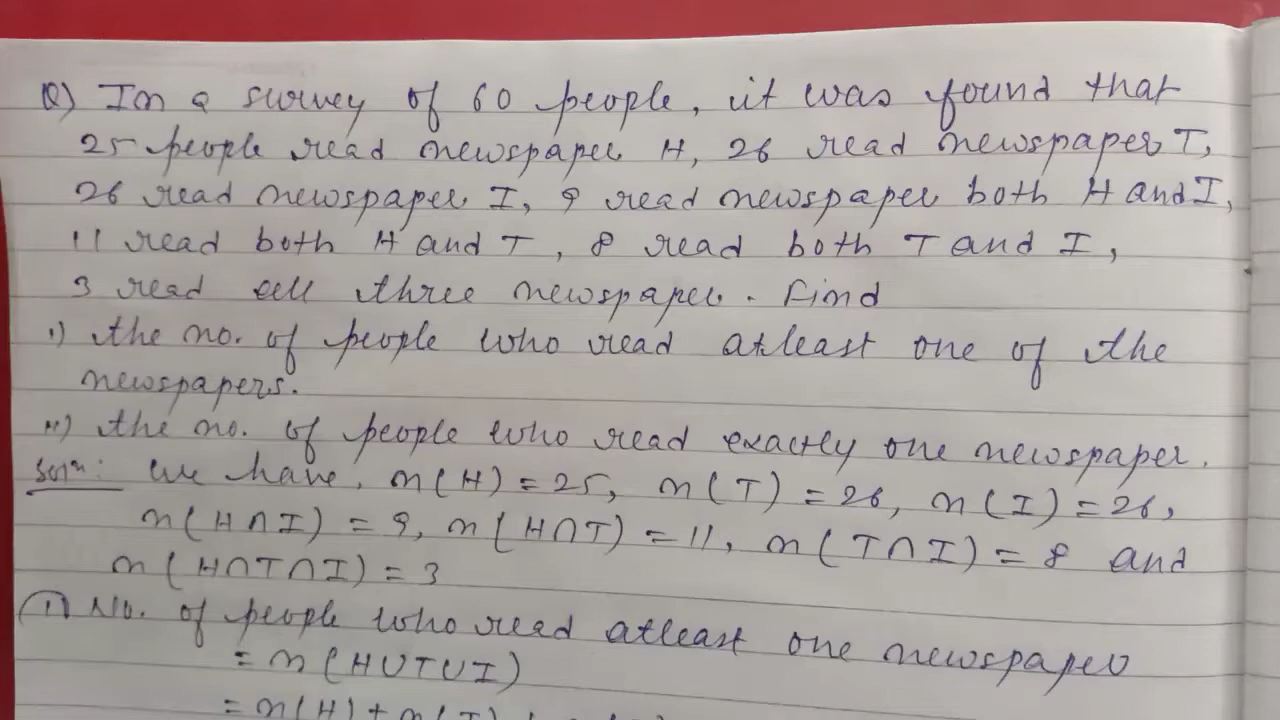 Q) In a survey of 60 people, it was found that
25 people read newspaper H, 26 read newspaper T,
26 read newspaper I, 9 read newspaper both H and I,
11 read both H and T, 8 read both T and I,
3 read all three newspaper. Find
i) the no. of people who read atleast one of the
newspapers.
ii) the no. of people who read exactly one newspaper.
Solⁿ: We have, n(H) = 25, n(T) = 26, n(I) = 26,
n(H∩I) = 9, n(H∩T) = 11, n(T∩I) = 8 and
n(H∩T∩I) = 3
(i) No. of people who read atleast one newspaper
= n(H∪T∪I)
= n(H) +